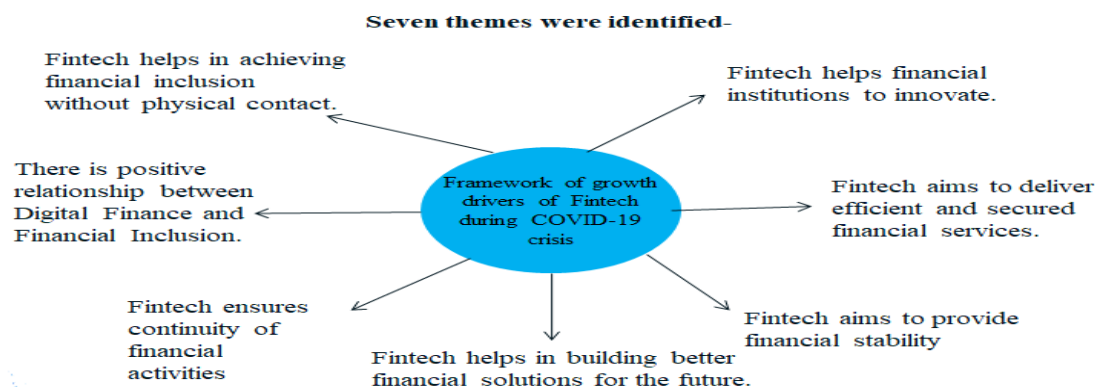 Seven themes were identified-
Fintech helps in achieving
financial inclusion
without physical contact.
Fintech helps financial
institutions to innovate.
There is positive
relationship between
Digital Finance and
Financial Inclusion.
Framework of growth
drivers of Fintech
during COVID-19
crisis
Fintech aims to deliver
efficient and secured
financial services.
Fintech ensures
continuity of
financial
activities
Fintech helps in building better
financial solutions for the future.
Fintech aims to provide
financial stability